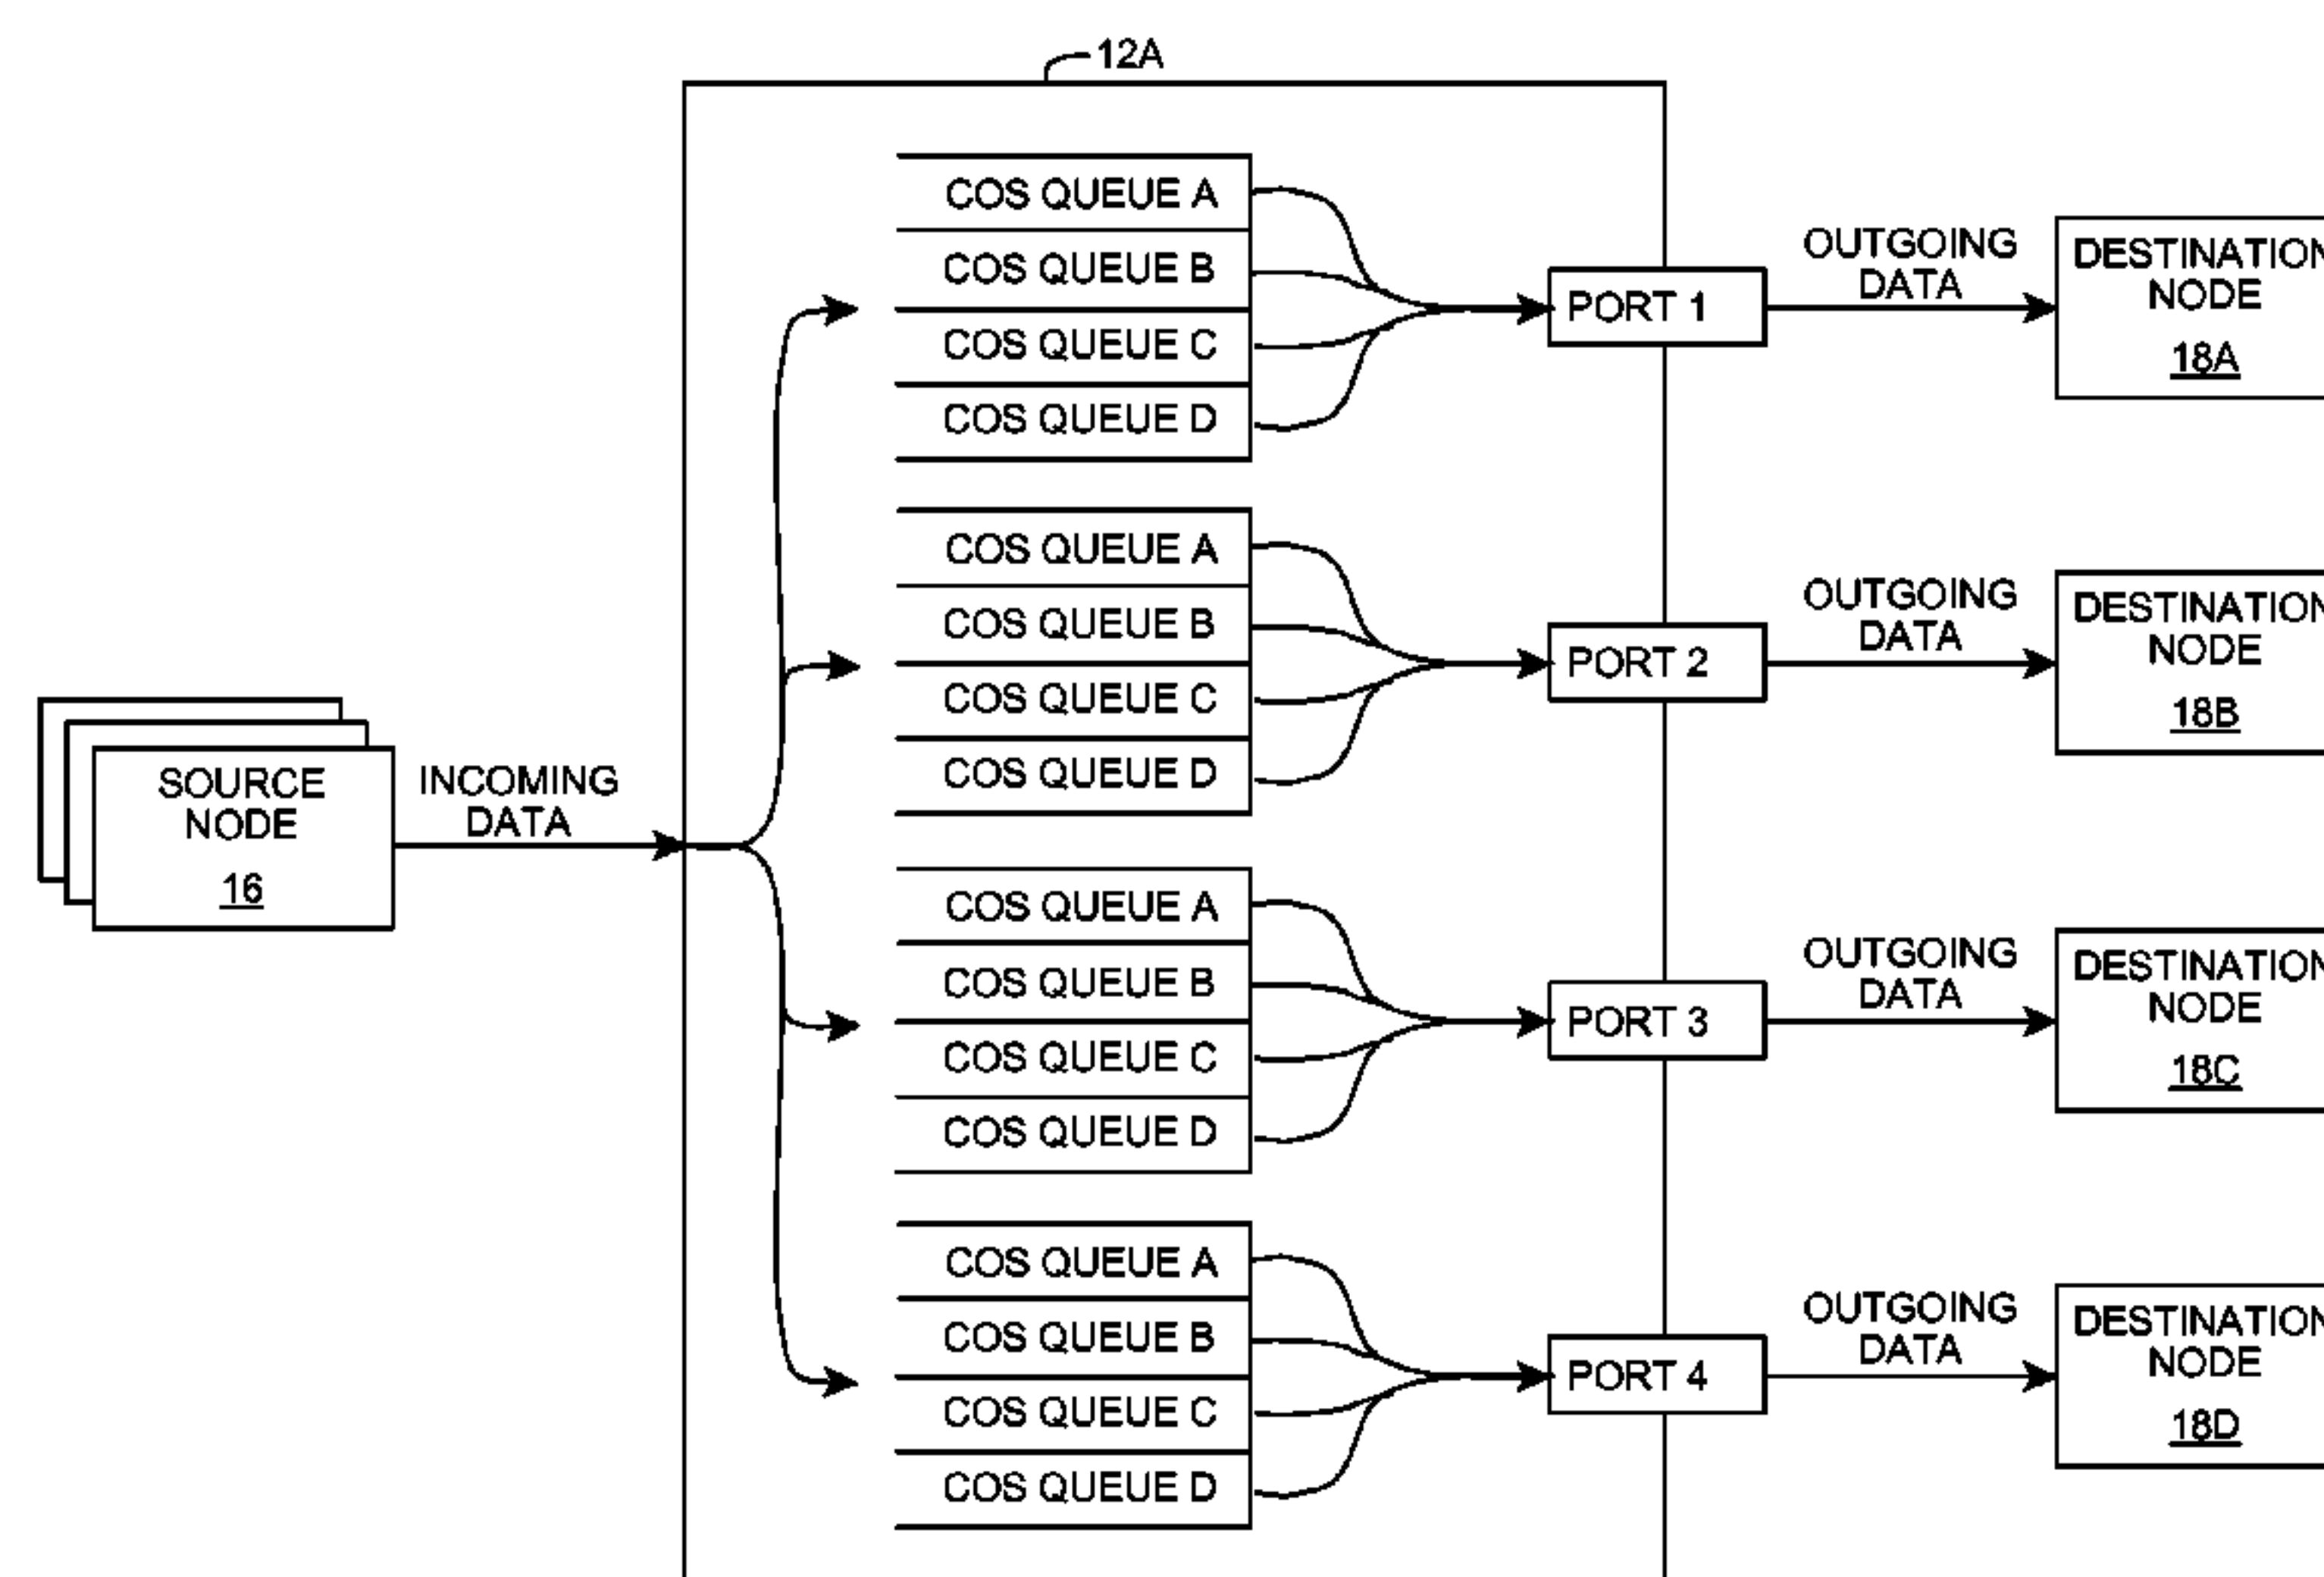 12A
COS QUEUE A
COS QUEUE B
COS QUEUE C
COS QUEUE D
PORT 1
OUTGOING
DATA
DESTINATION
NODE
18A
COS QUEUE A
COS QUEUE B
COS QUEUE C
COS QUEUE D
PORT 2
OUTGOING
DATA
DESTINATION
NODE
18B
SOURCE
NODE
16
INCOMING
DATA
COS QUEUE A
COS QUEUE B
COS QUEUE C
COS QUEUE D
PORT 3
OUTGOING
DATA
DESTINATION
NODE
18C
COS QUEUE A
COS QUEUE B
COS QUEUE C
COS QUEUE D
PORT 4
OUTGOING
DATA
DESTINATION
NODE
18D